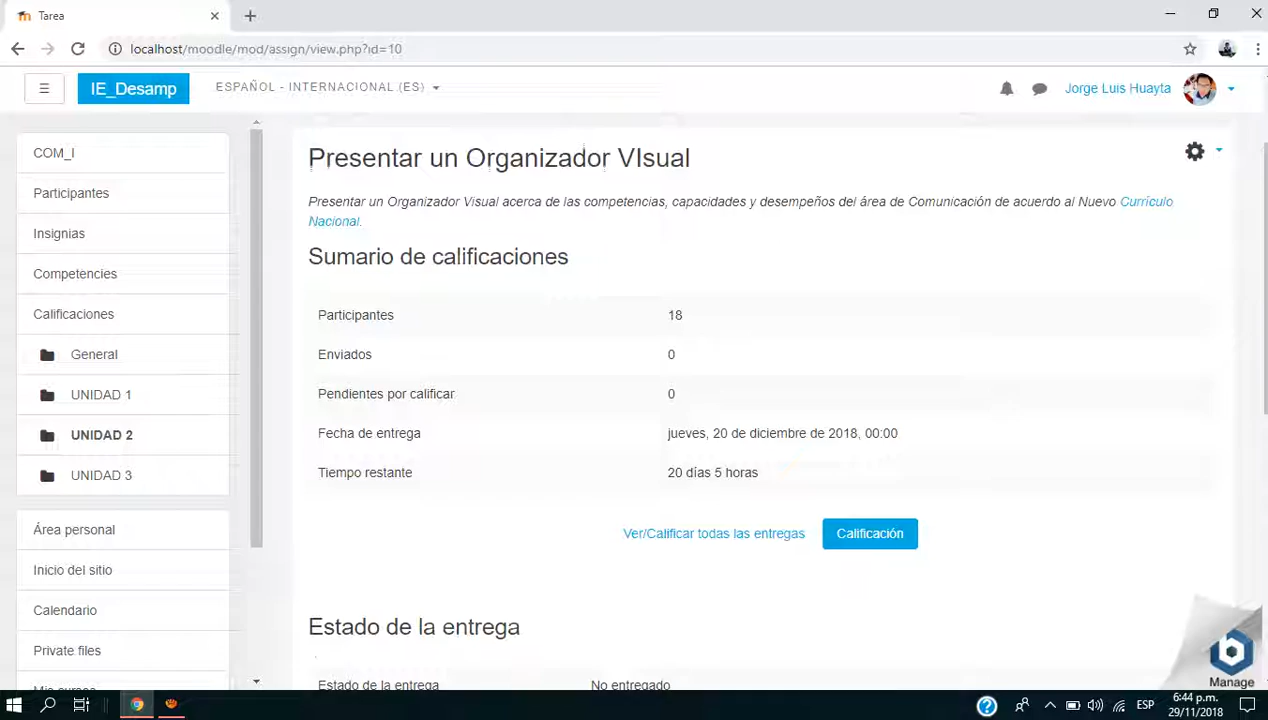 Tarea
localhost/moodle/mod/assign/view.php?id=10
IE_Desamp
ESPAÑOL - INTERNACIONAL (ES)
Jorge Luis Huayta
COM_I
Participantes
Insignias
Competencies
Calificaciones
General
UNIDAD 1
UNIDAD 2
UNIDAD 3
Área personal
Inicio del sitio
Calendario
Private files
Presentar un Organizador VIsual
Presentar un Organizador Visual acerca de las competencias, capacidades y desempeños del área de Comunicación de acuerdo al Nuevo Currículo
Nacional.
Sumario de calificaciones
Participantes 18
Enviados 0
Pendientes por calificar 0
Fecha de entrega jueves, 20 de diciembre de 2018, 00:00
Tiempo restante 20 días 5 horas
Ver/Calificar todas las entregas Calificación
Estado de la entrega
Estado de la entrega No entregado
Manage
ESP
6:44 p.m.
29/11/2018